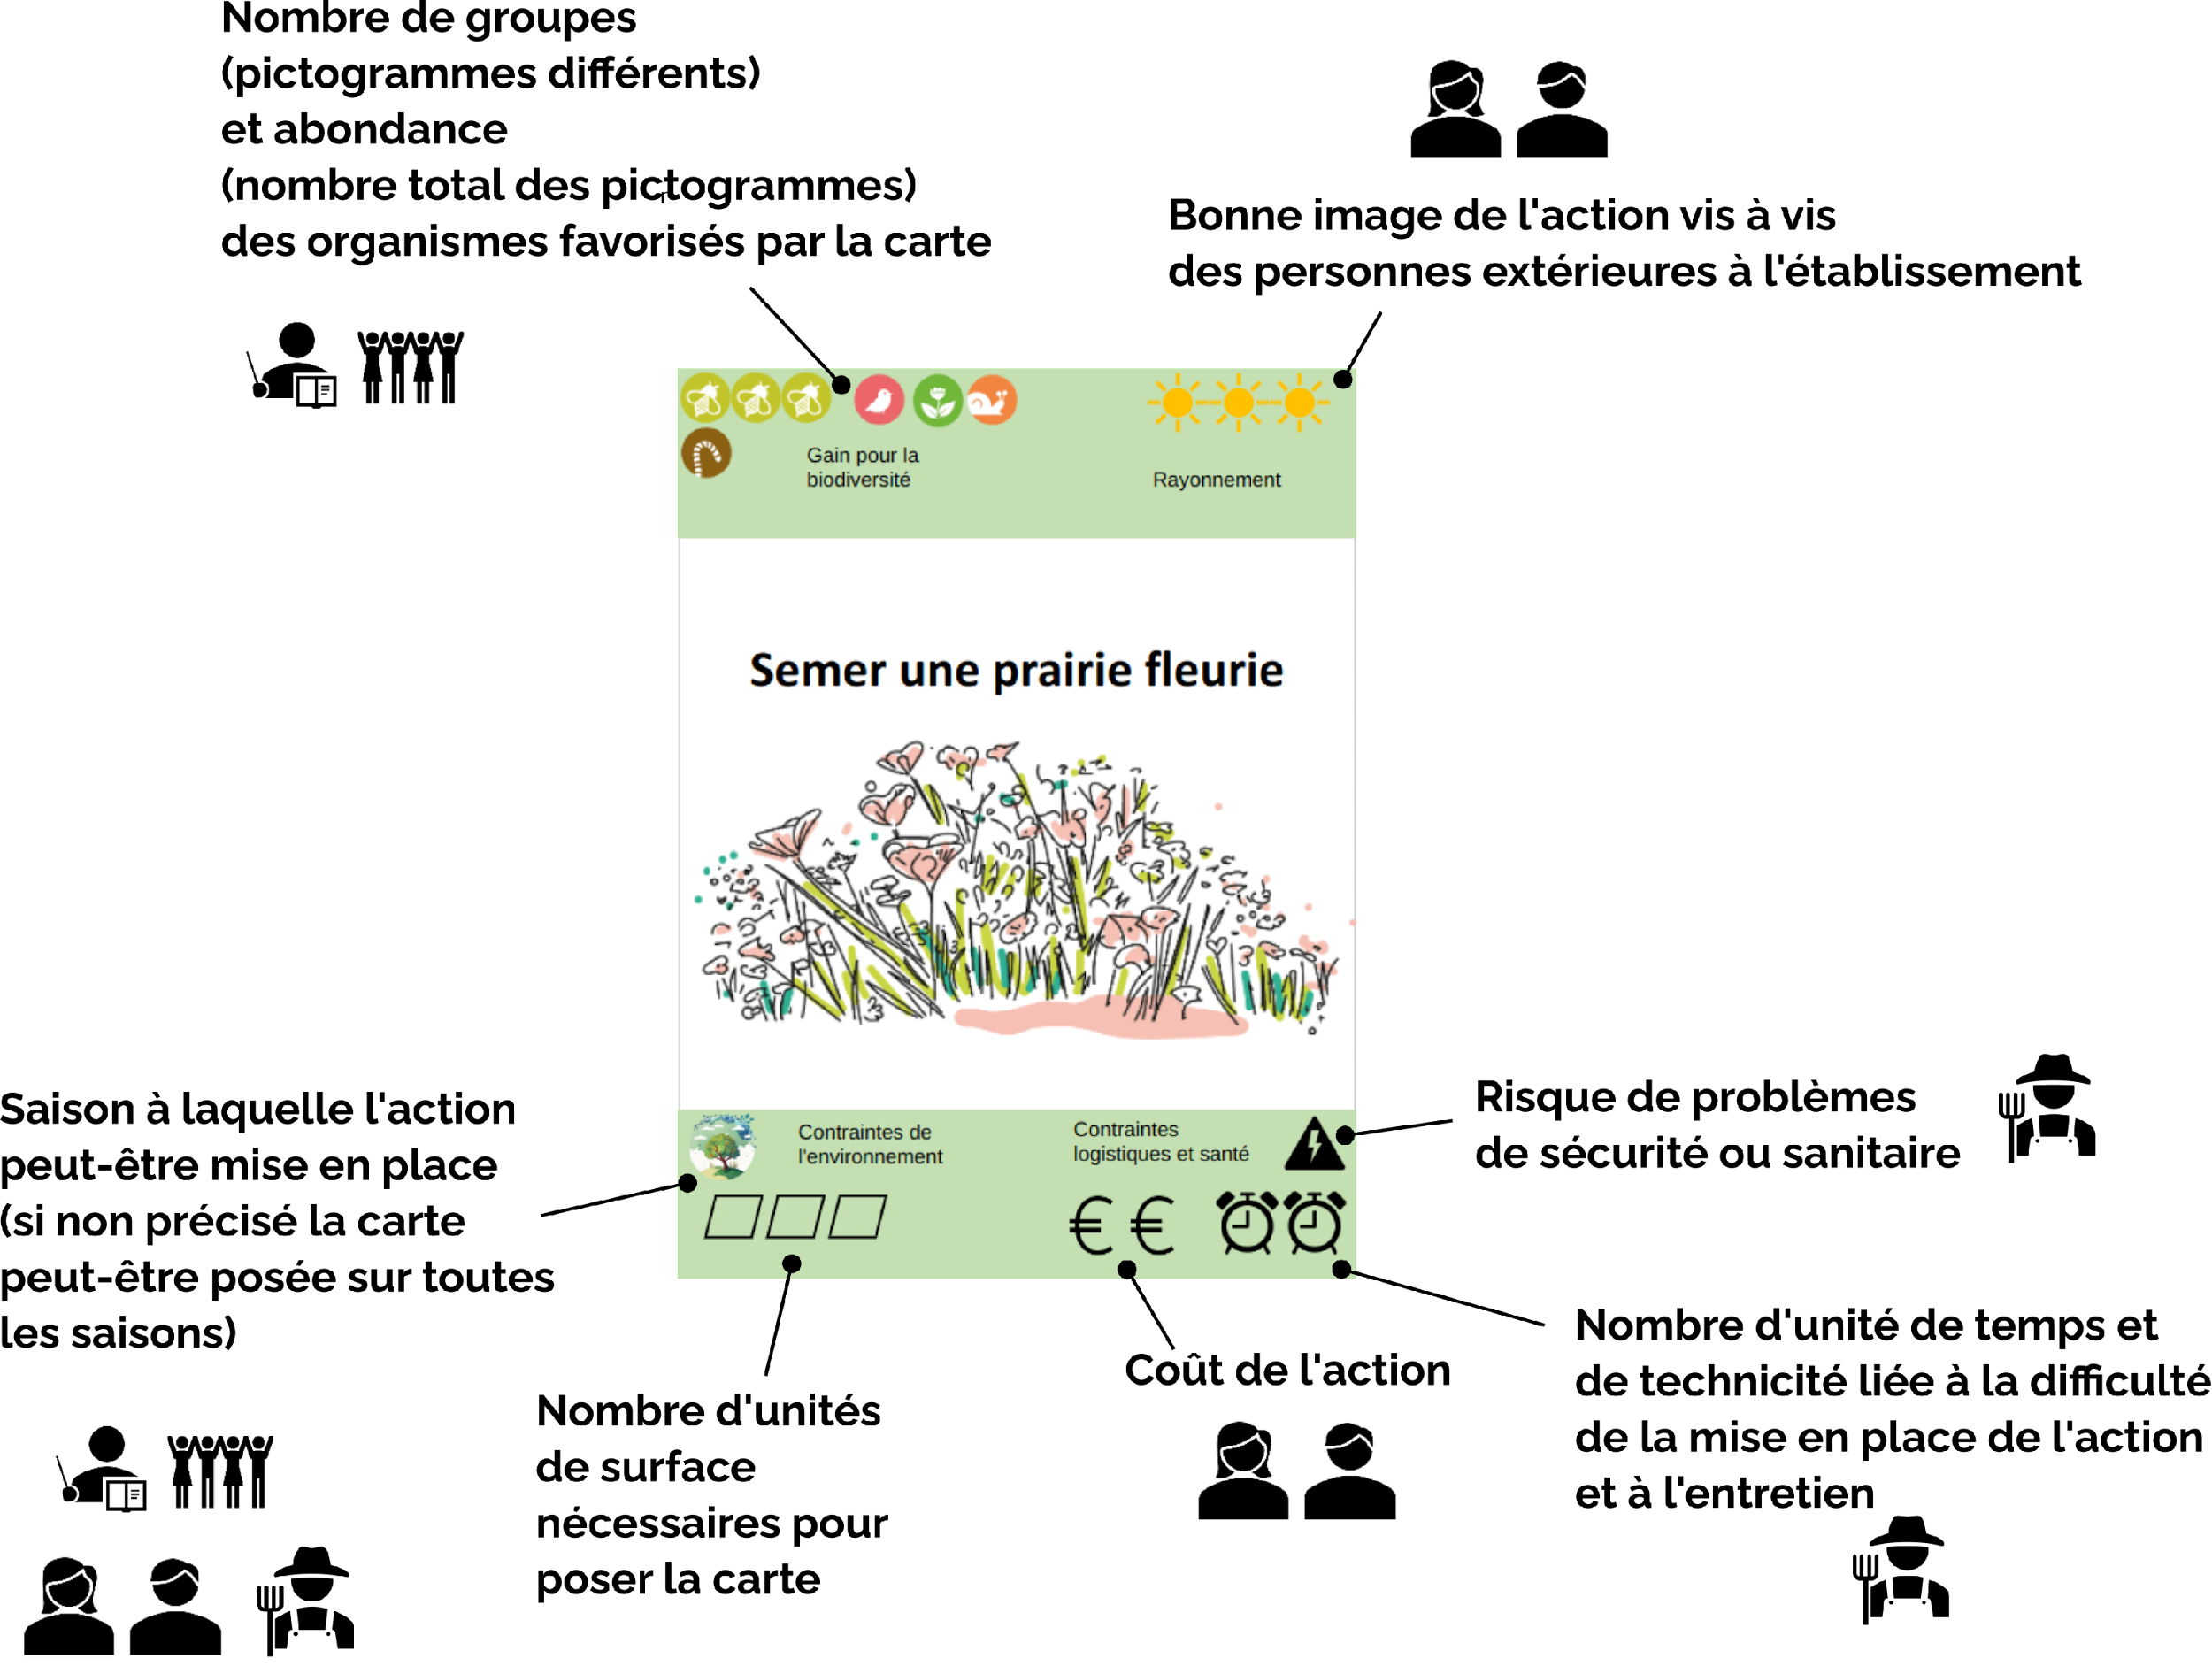 Nombre de groupes
(pictogrammes différents)
et abondance
(nombre total des pictogrammes)
des organismes favorisés par la carte
Bonne image de l'action vis à vis
des personnes extérieures à l'établissement
Gain pour la
biodiversité
Rayonnement
Semer une prairie fleurie
Contraintes de
l'environnement
Contraintes
logistiques et santé
€ €
Risque de problèmes
de sécurité ou sanitaire
Saison à laquelle l'action
peut-être mise en place
(si non précisé la carte
peut-être posée sur toutes
les saisons)
Nombre d'unités
de surface
nécessaires pour
poser la carte
Coût de l'action
Nombre d'unité de temps et
de technicité liée à la difficulté
de la mise en place de l'action
et à l'entretien